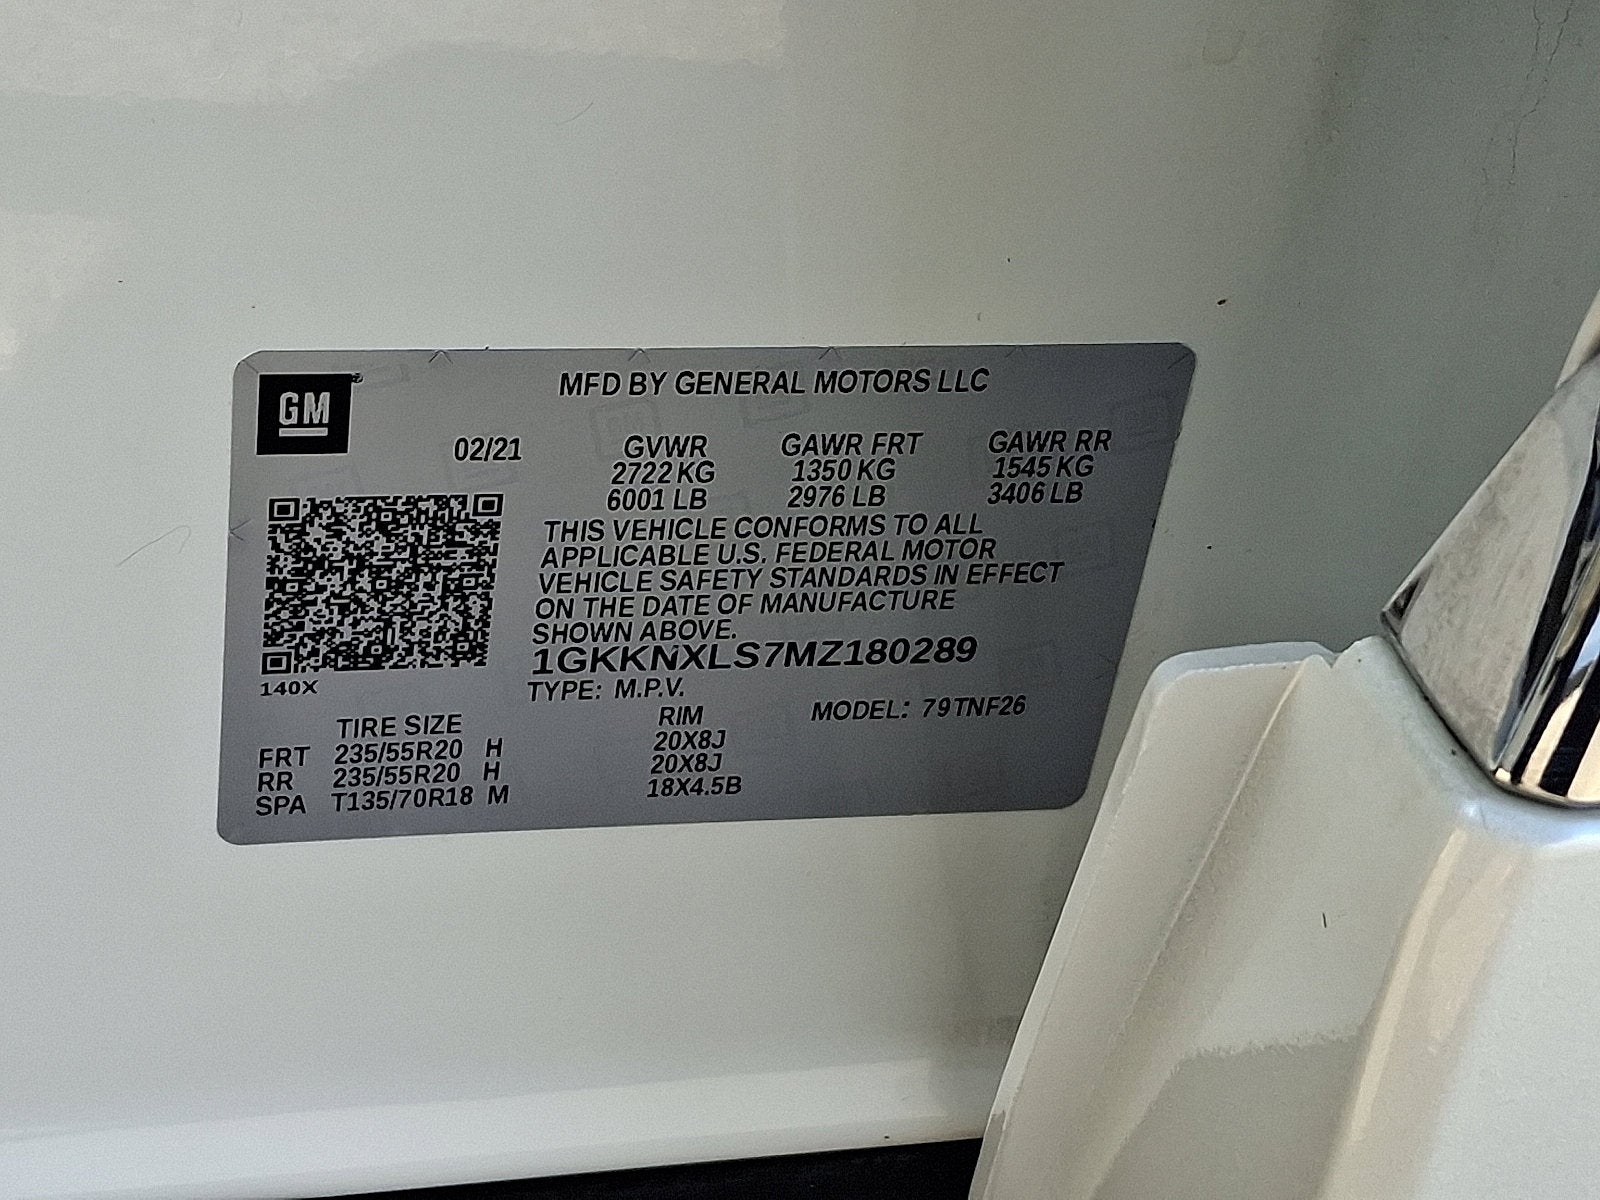 GM
MFD BY GENERAL MOTORS LLC
02/21 GVWR GAWR FRT GAWR RR
2722 KG 1350 KG 1545 KG
6001 LB 2976 LB 3406 LB
THIS VEHICLE CONFORMS TO ALL
APPLICABLE U.S. FEDERAL MOTOR
VEHICLE SAFETY STANDARDS IN EFFECT
ON THE DATE OF MANUFACTURE
SHOWN ABOVE.
1GKKNXLS7MZ180289
140X
TYPE: M.P.V.
MODEL: 79TNF26
TIRE SIZE RIM
FRT 235/55R20 H 20X8J
RR 235/55R20 H 20X8J
SPA T135/70R18 M 18X4.5B